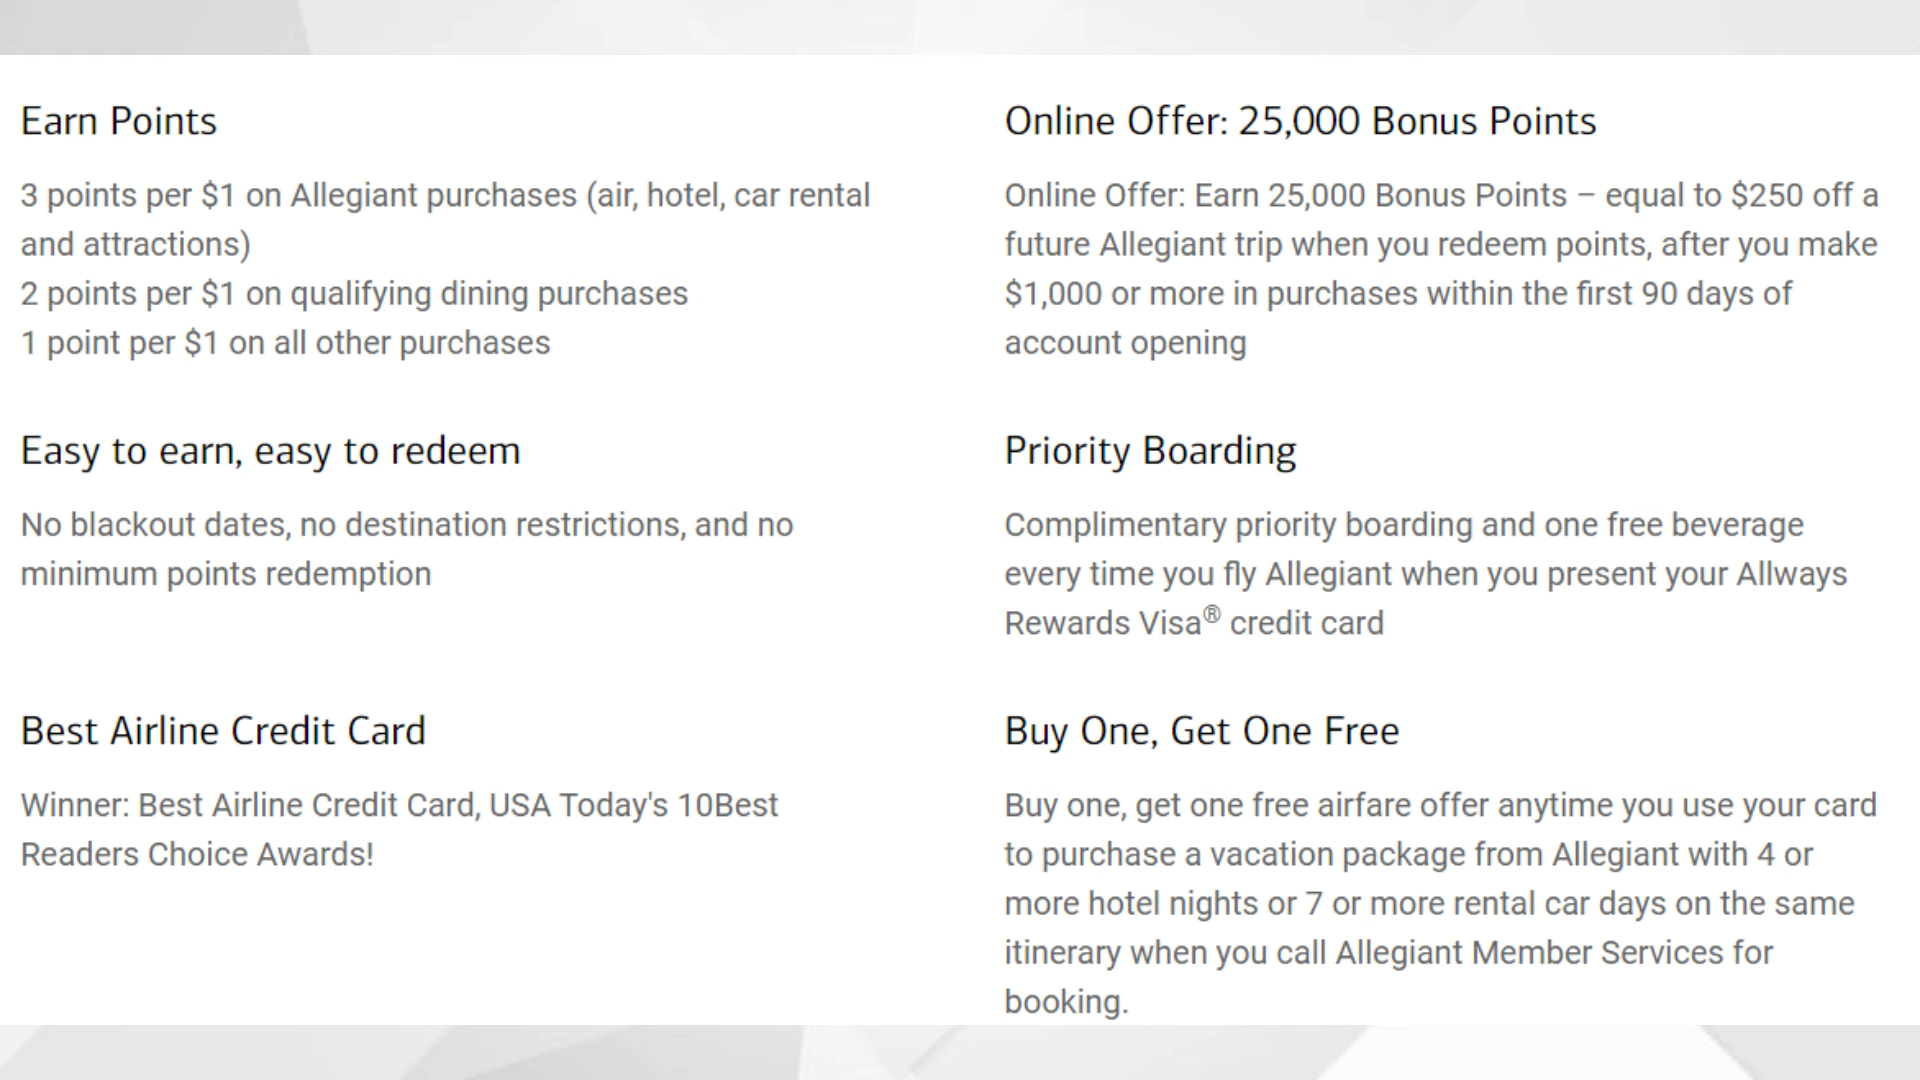 Earn Points
3 points per $1 on Allegiant purchases (air, hotel, car rental
and attractions)
2 points per $1 on qualifying dining purchases
1 point per $1 on all other purchases
Online Offer: 25,000 Bonus Points
Online Offer: Earn 25,000 Bonus Points – equal to $250 off a
future Allegiant trip when you redeem points, after you make
$1,000 or more in purchases within the first 90 days of
account opening
Easy to earn, easy to redeem
No blackout dates, no destination restrictions, and no
minimum points redemption
Priority Boarding
Complimentary priority boarding and one free beverage
every time you fly Allegiant when you present your Allways
Rewards Visa® credit card
Best Airline Credit Card
Winner: Best Airline Credit Card, USA Today's 10Best
Readers Choice Awards!
Buy One, Get One Free
Buy one, get one free airfare offer anytime you use your card
to purchase a vacation package from Allegiant with 4 or
more hotel nights or 7 or more rental car days on the same
itinerary when you call Allegiant Member Services for
booking.